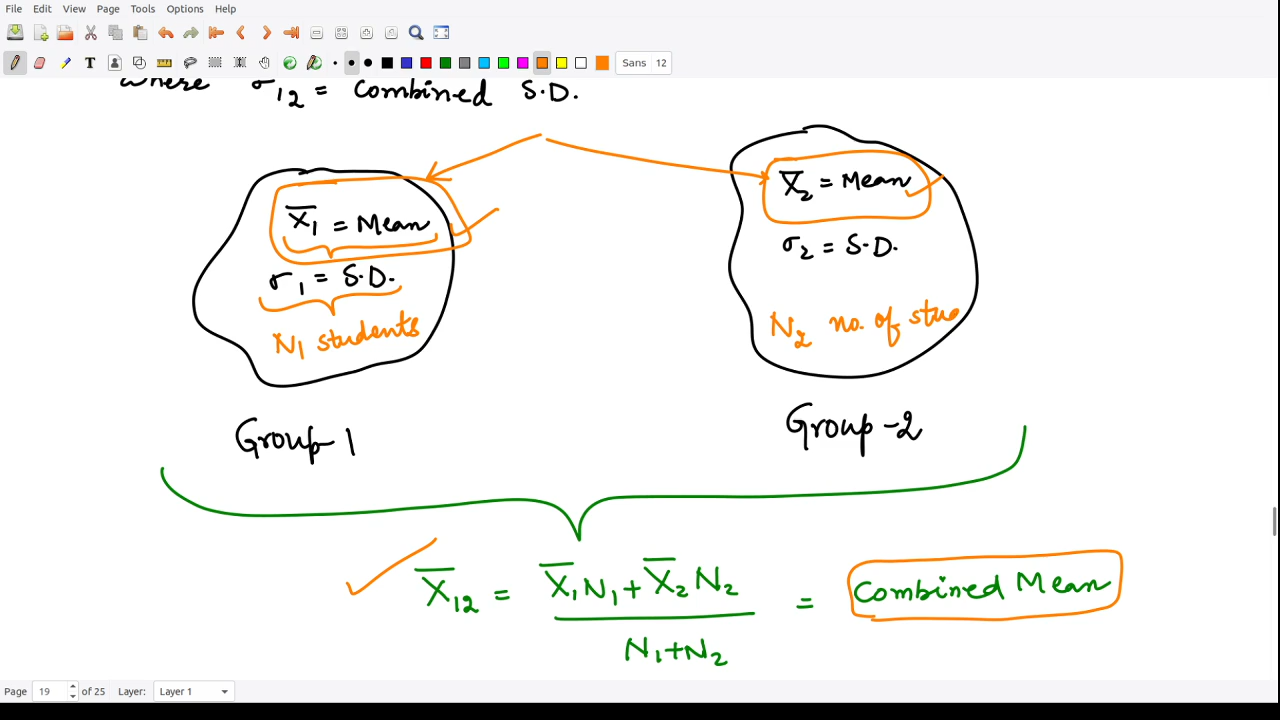 File Edit View Page Tools Options Help
Sans 12
where σ12 = Combined S.D.
X̅1 = Mean
σ1 = S.D.
N1 students
Group-1
X̅2 = Mean
σ2 = S.D.
N2 no. of stue
Group-2
X̅12 = X̅1N1 + X̅2N2 / N1+N2 = Combined Mean
Page 19 of 25 Layer: Layer 1